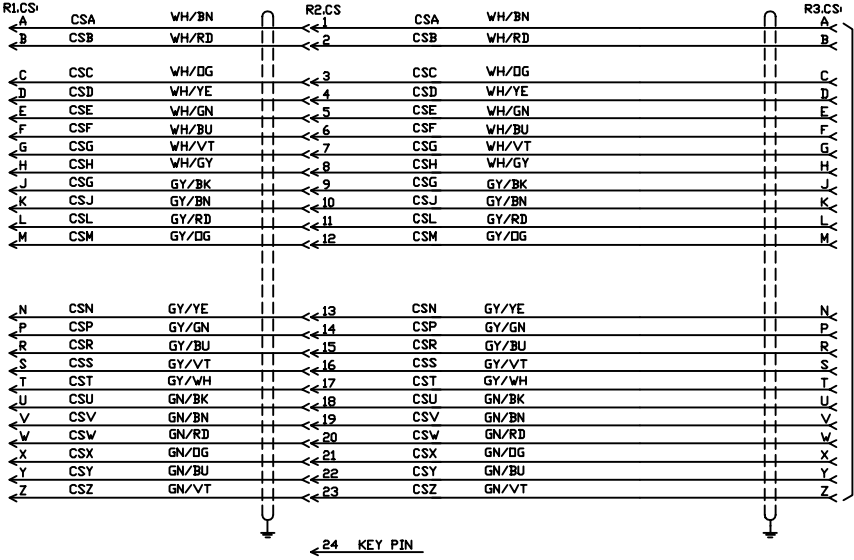 R1.CS R2.CS R3.CS
A CSA WH/BN 1 CSA WH/BN A
B CSB WH/RD 2 CSB WH/RD B
C CSC WH/OG 3 CSC WH/OG C
D CSD WH/YE 4 CSD WH/YE D
E CSE WH/GN 5 CSE WH/GN E
F CSF WH/BU 6 CSF WH/BU F
G CSG WH/VT 7 CSG WH/VT G
H CSH WH/GY 8 CSH WH/GY H
J CSG GY/BK 9 CSG GY/BK J
K CSJ GY/BN 10 CSJ GY/BN K
L CSL GY/RD 11 CSL GY/RD L
M CSM GY/OG 12 CSM GY/OG M
N CSN GY/YE 13 CSN GY/YE N
P CSP GY/GN 14 CSP GY/GN P
R CSR GY/BU 15 CSR GY/BU R
S CSS GY/VT 16 CSS GY/VT S
T CST GY/WH 17 CST GY/WH T
U CSU GN/BK 18 CSU GN/BK U
V CSV GN/BN 19 CSV GN/BN V
W CSW GN/RD 20 CSW GN/RD W
X CSX GN/OG 21 CSX GN/OG X
Y CSY GN/BU 22 CSY GN/BU Y
Z CSZ GN/VT 23 CSZ GN/VT Z
24 KEY PIN